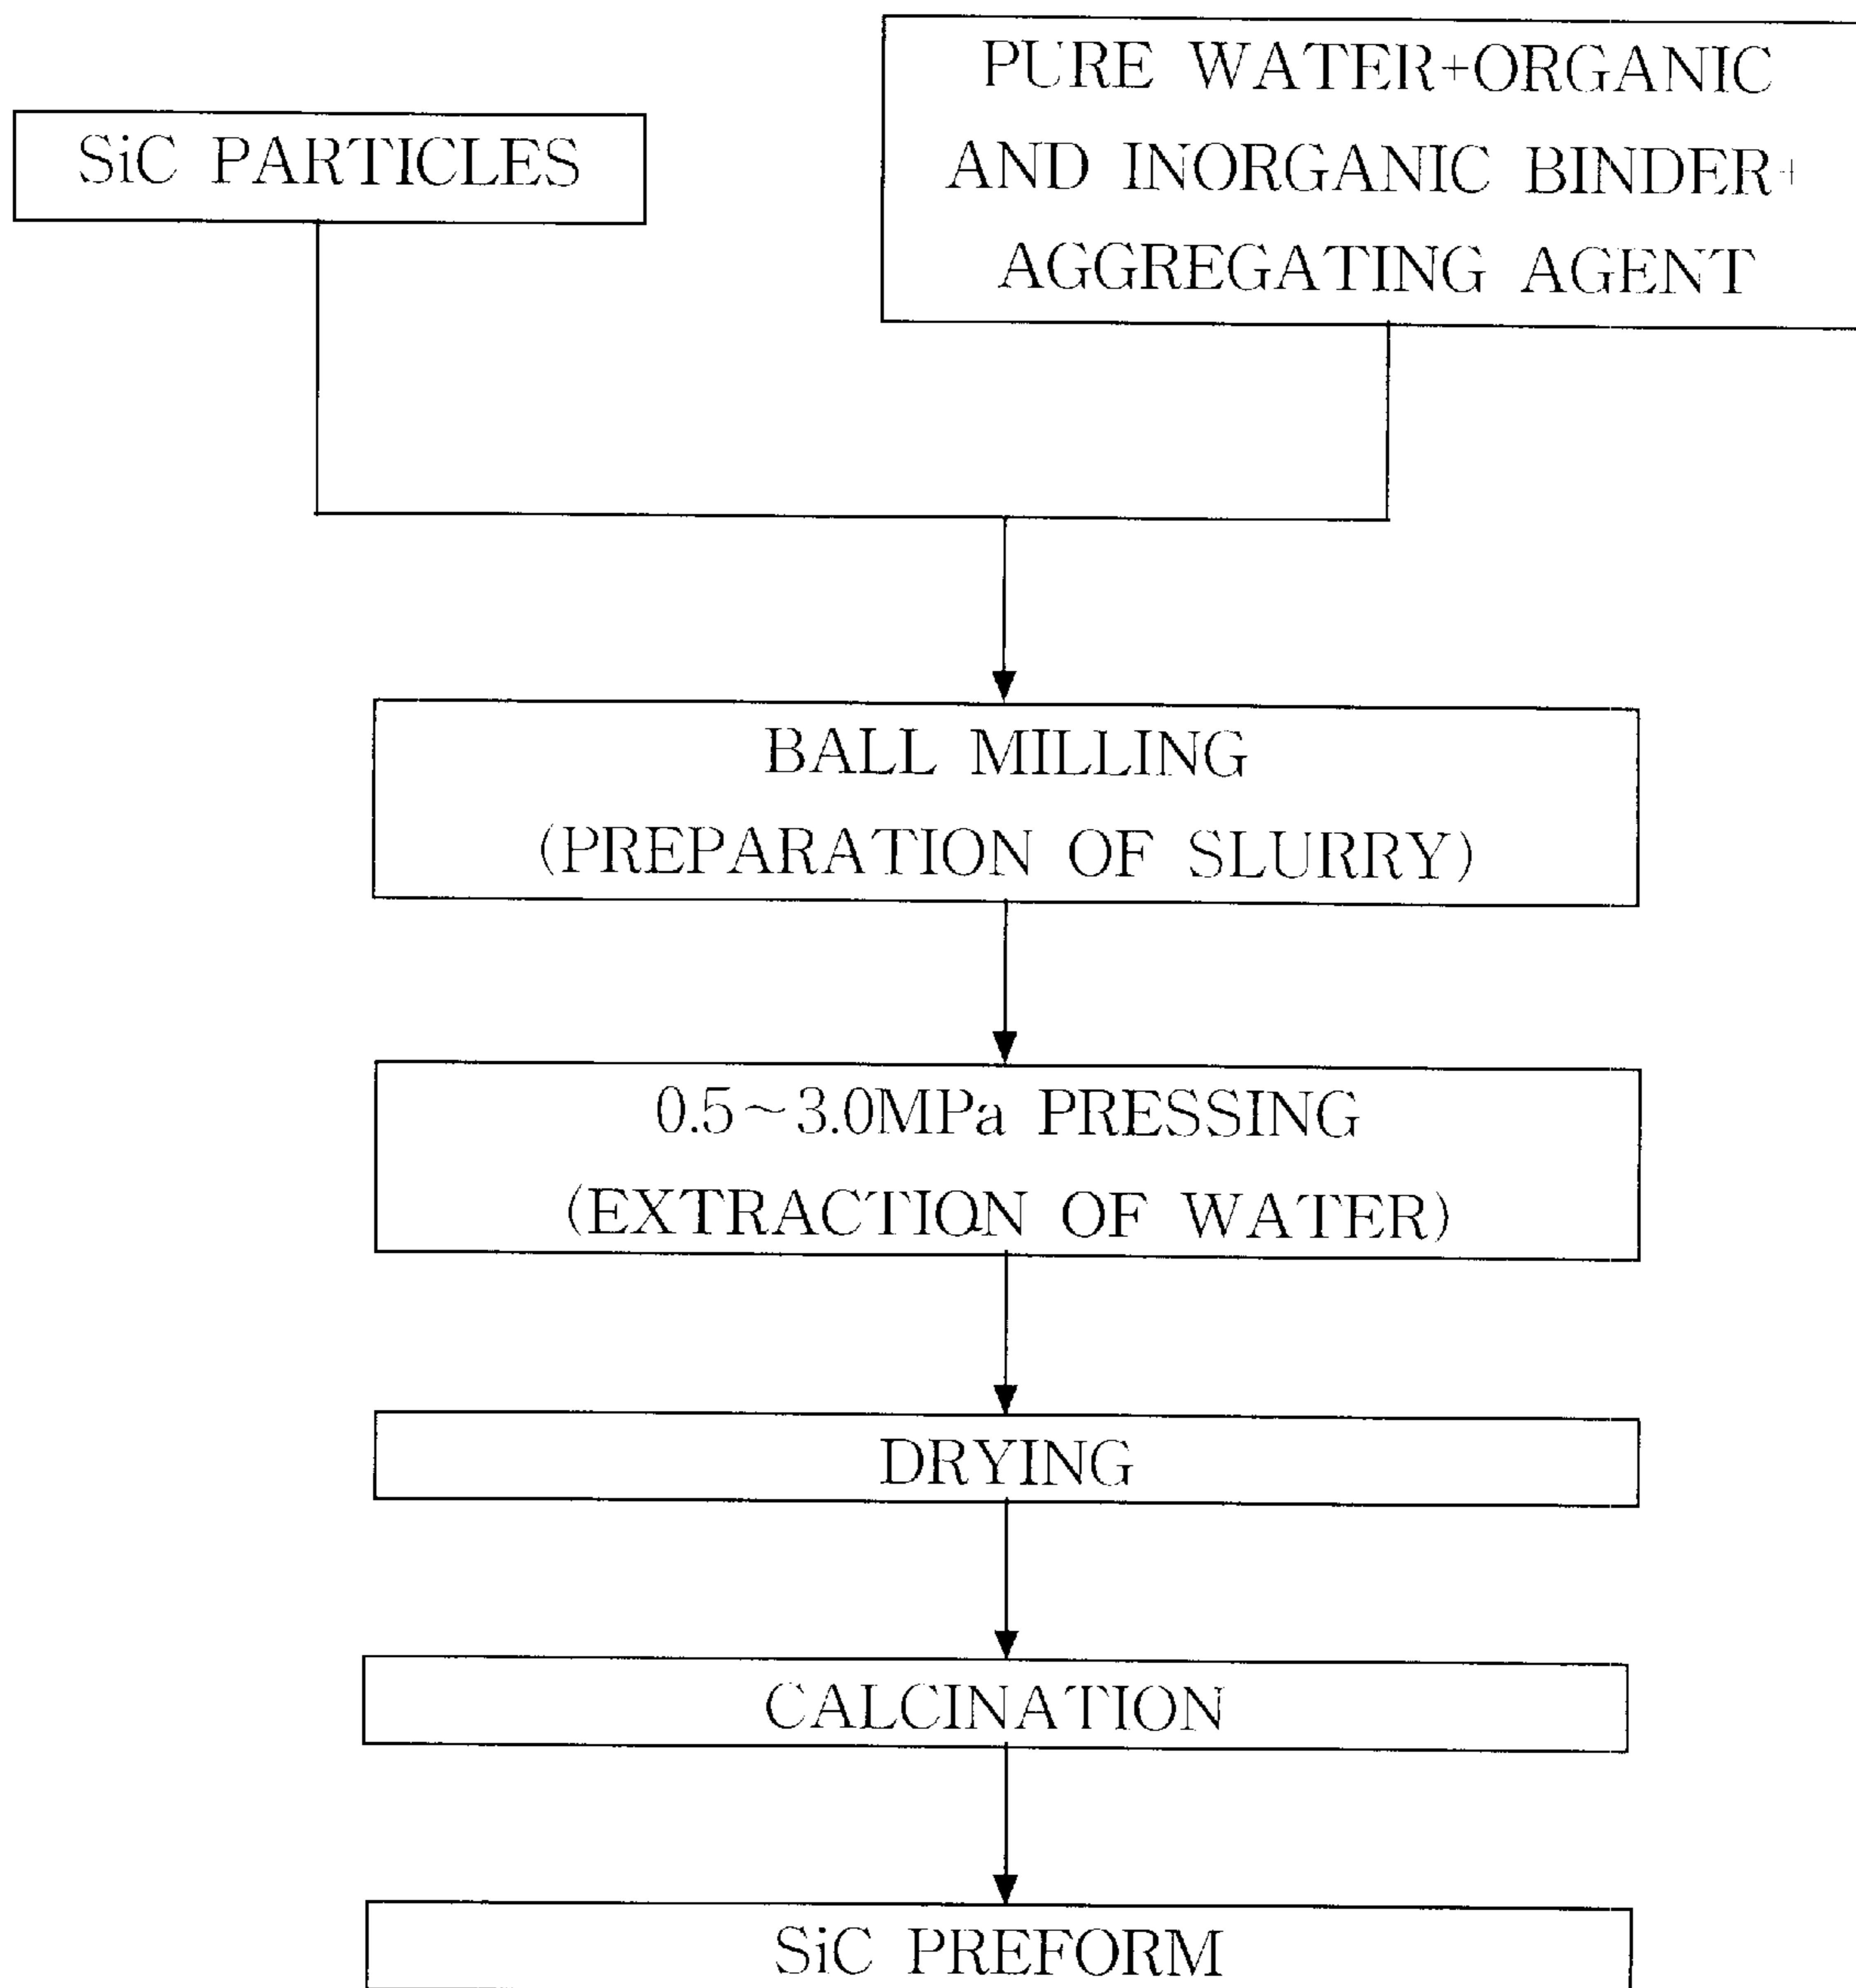 SiC PARTICLES
PURE WATER+ORGANIC
AND INORGANIC BINDER+
AGGREGATING AGENT
BALL MILLING
(PREPARATION OF SLURRY)
0.5~3.0MPa PRESSING
(EXTRACTION OF WATER)
DRYING
CALCINATION
SiC PREFORM